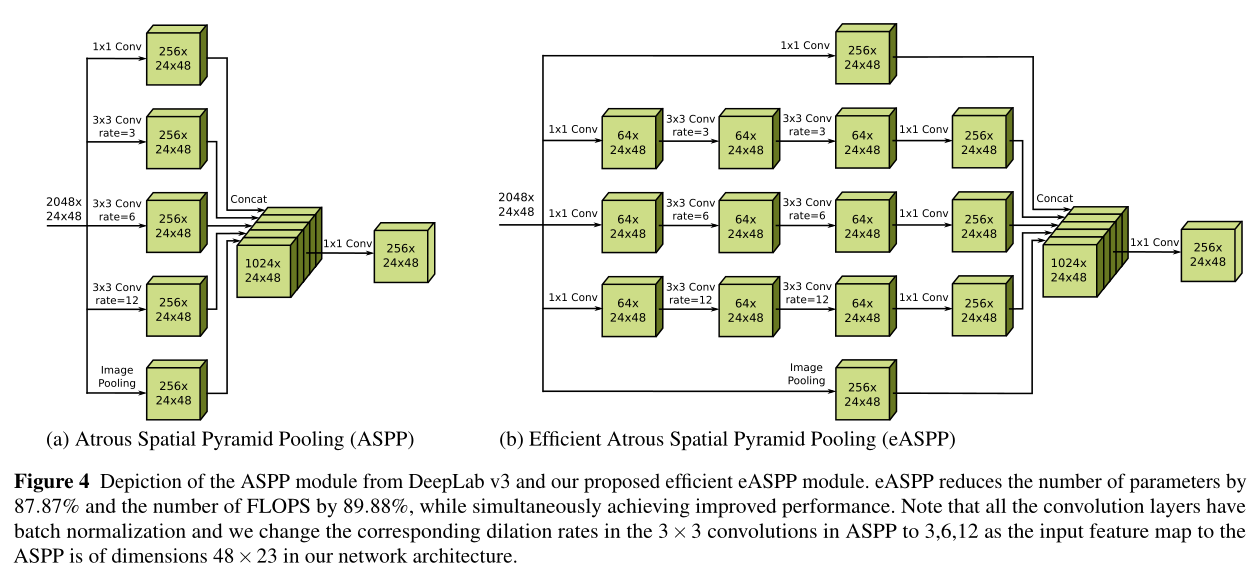 1x1 Conv
256x
24x48
3x3 Conv
rate=3
256x
24x48
2048x
24x48
3x3 Conv
rate=6
256x
24x48
3x3 Conv
rate=12
256x
24x48
Image
Pooling
256x
24x48
Concat
1024x
24x48
1x1 Conv
256x
24x48
(a) Atrous Spatial Pyramid Pooling (ASPP)
2048x
24x48
1x1 Conv
256x
24x48
1x1 Conv
64x
24x48
3x3 Conv
rate=3
64x
24x48
3x3 Conv
rate=3
64x
24x48
1x1 Conv
256x
24x48
1x1 Conv
64x
24x48
3x3 Conv
rate=6
64x
24x48
3x3 Conv
rate=6
64x
24x48
1x1 Conv
256x
24x48
1x1 Conv
64x
24x48
3x3 Conv
rate=12
64x
24x48
3x3 Conv
rate=12
64x
24x48
1x1 Conv
256x
24x48
Image
Pooling
256x
24x48
Concat
1024x
24x48
1x1 Conv
256x
24x48
(b) Efficient Atrous Spatial Pyramid Pooling (eASPP)
Figure 4 Depiction of the ASPP module from DeepLab v3 and our proposed efficient eASPP module. eASPP reduces the number of parameters by
87.87% and the number of FLOPS by 89.88%, while simultaneously achieving improved performance. Note that all the convolution layers have
batch normalization and we change the corresponding dilation rates in the 3 × 3 convolutions in ASPP to 3,6,12 as the input feature map to the
ASPP is of dimensions 48 × 23 in our network architecture.